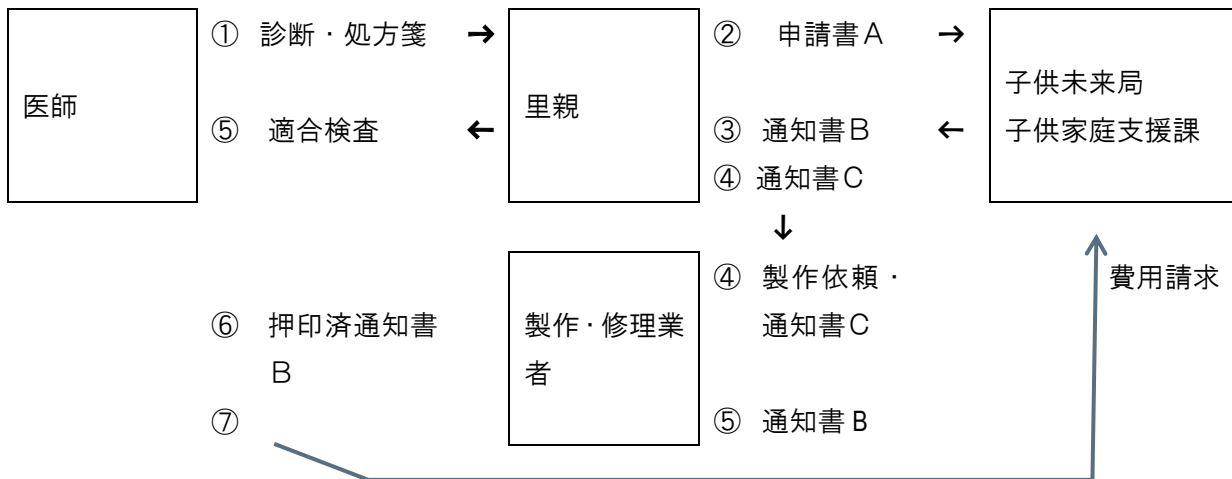 ① 診断・処方箋 →
② 申請書A →
医師
里親
子供未来局
子供家庭支援課
⑤ 適合検査 ←
③ 通知書B ←
④ 通知書C
↓
④ 製作依頼・
通知書C
費用請求
⑥ 押印済通知書
B
製作・修理業
者
⑦
⑤ 通知書B